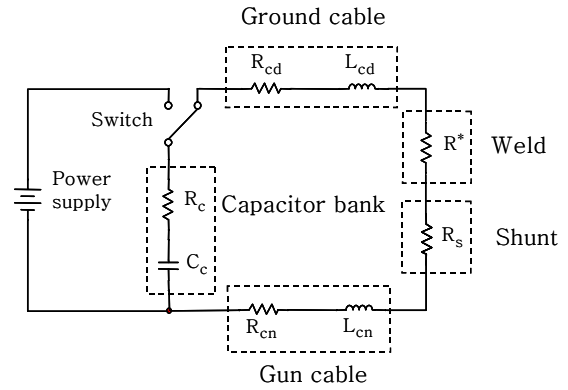 Ground cable
R_cd
L_cd
Switch
R*
Weld
Power
supply
R_c
Capacitor bank
R_s
Shunt
C_c
R_cn
L_cn
Gun cable